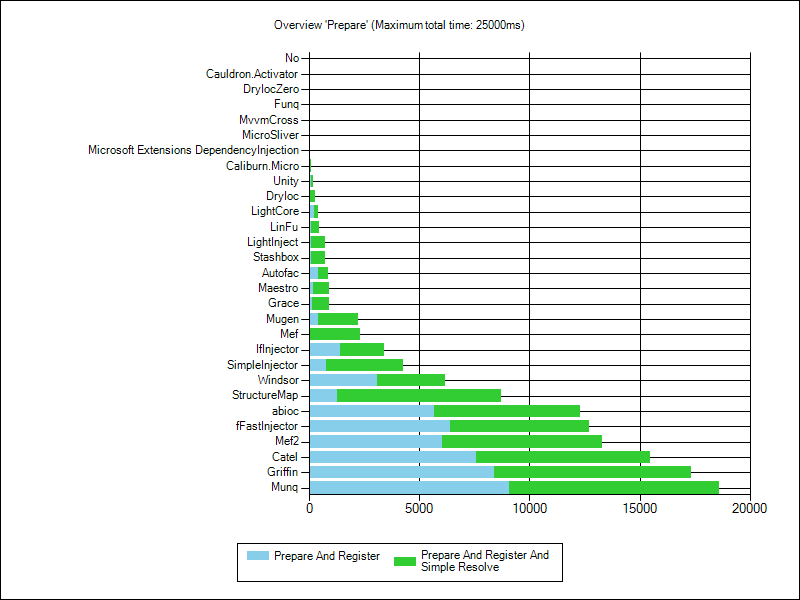 Overview 'Prepare' (Maximum total time: 25000ms)
No
Cauldron.Activator
DryIocZero
Funq
MvvmCross
MicroSliver
Microsoft Extensions DependencyInjection
Caliburn.Micro
Unity
DryIoc
LightCore
LinFu
LightInject
Stashbox
Autofac
Maestro
Grace
Mugen
Mef
IfInjector
SimpleInjector
Windsor
StructureMap
abioc
fFastInjector
Mef2
Catel
Griffin
Munq
0 5000 10000 15000 20000
Prepare And Register
Prepare And Register And
Simple Resolve